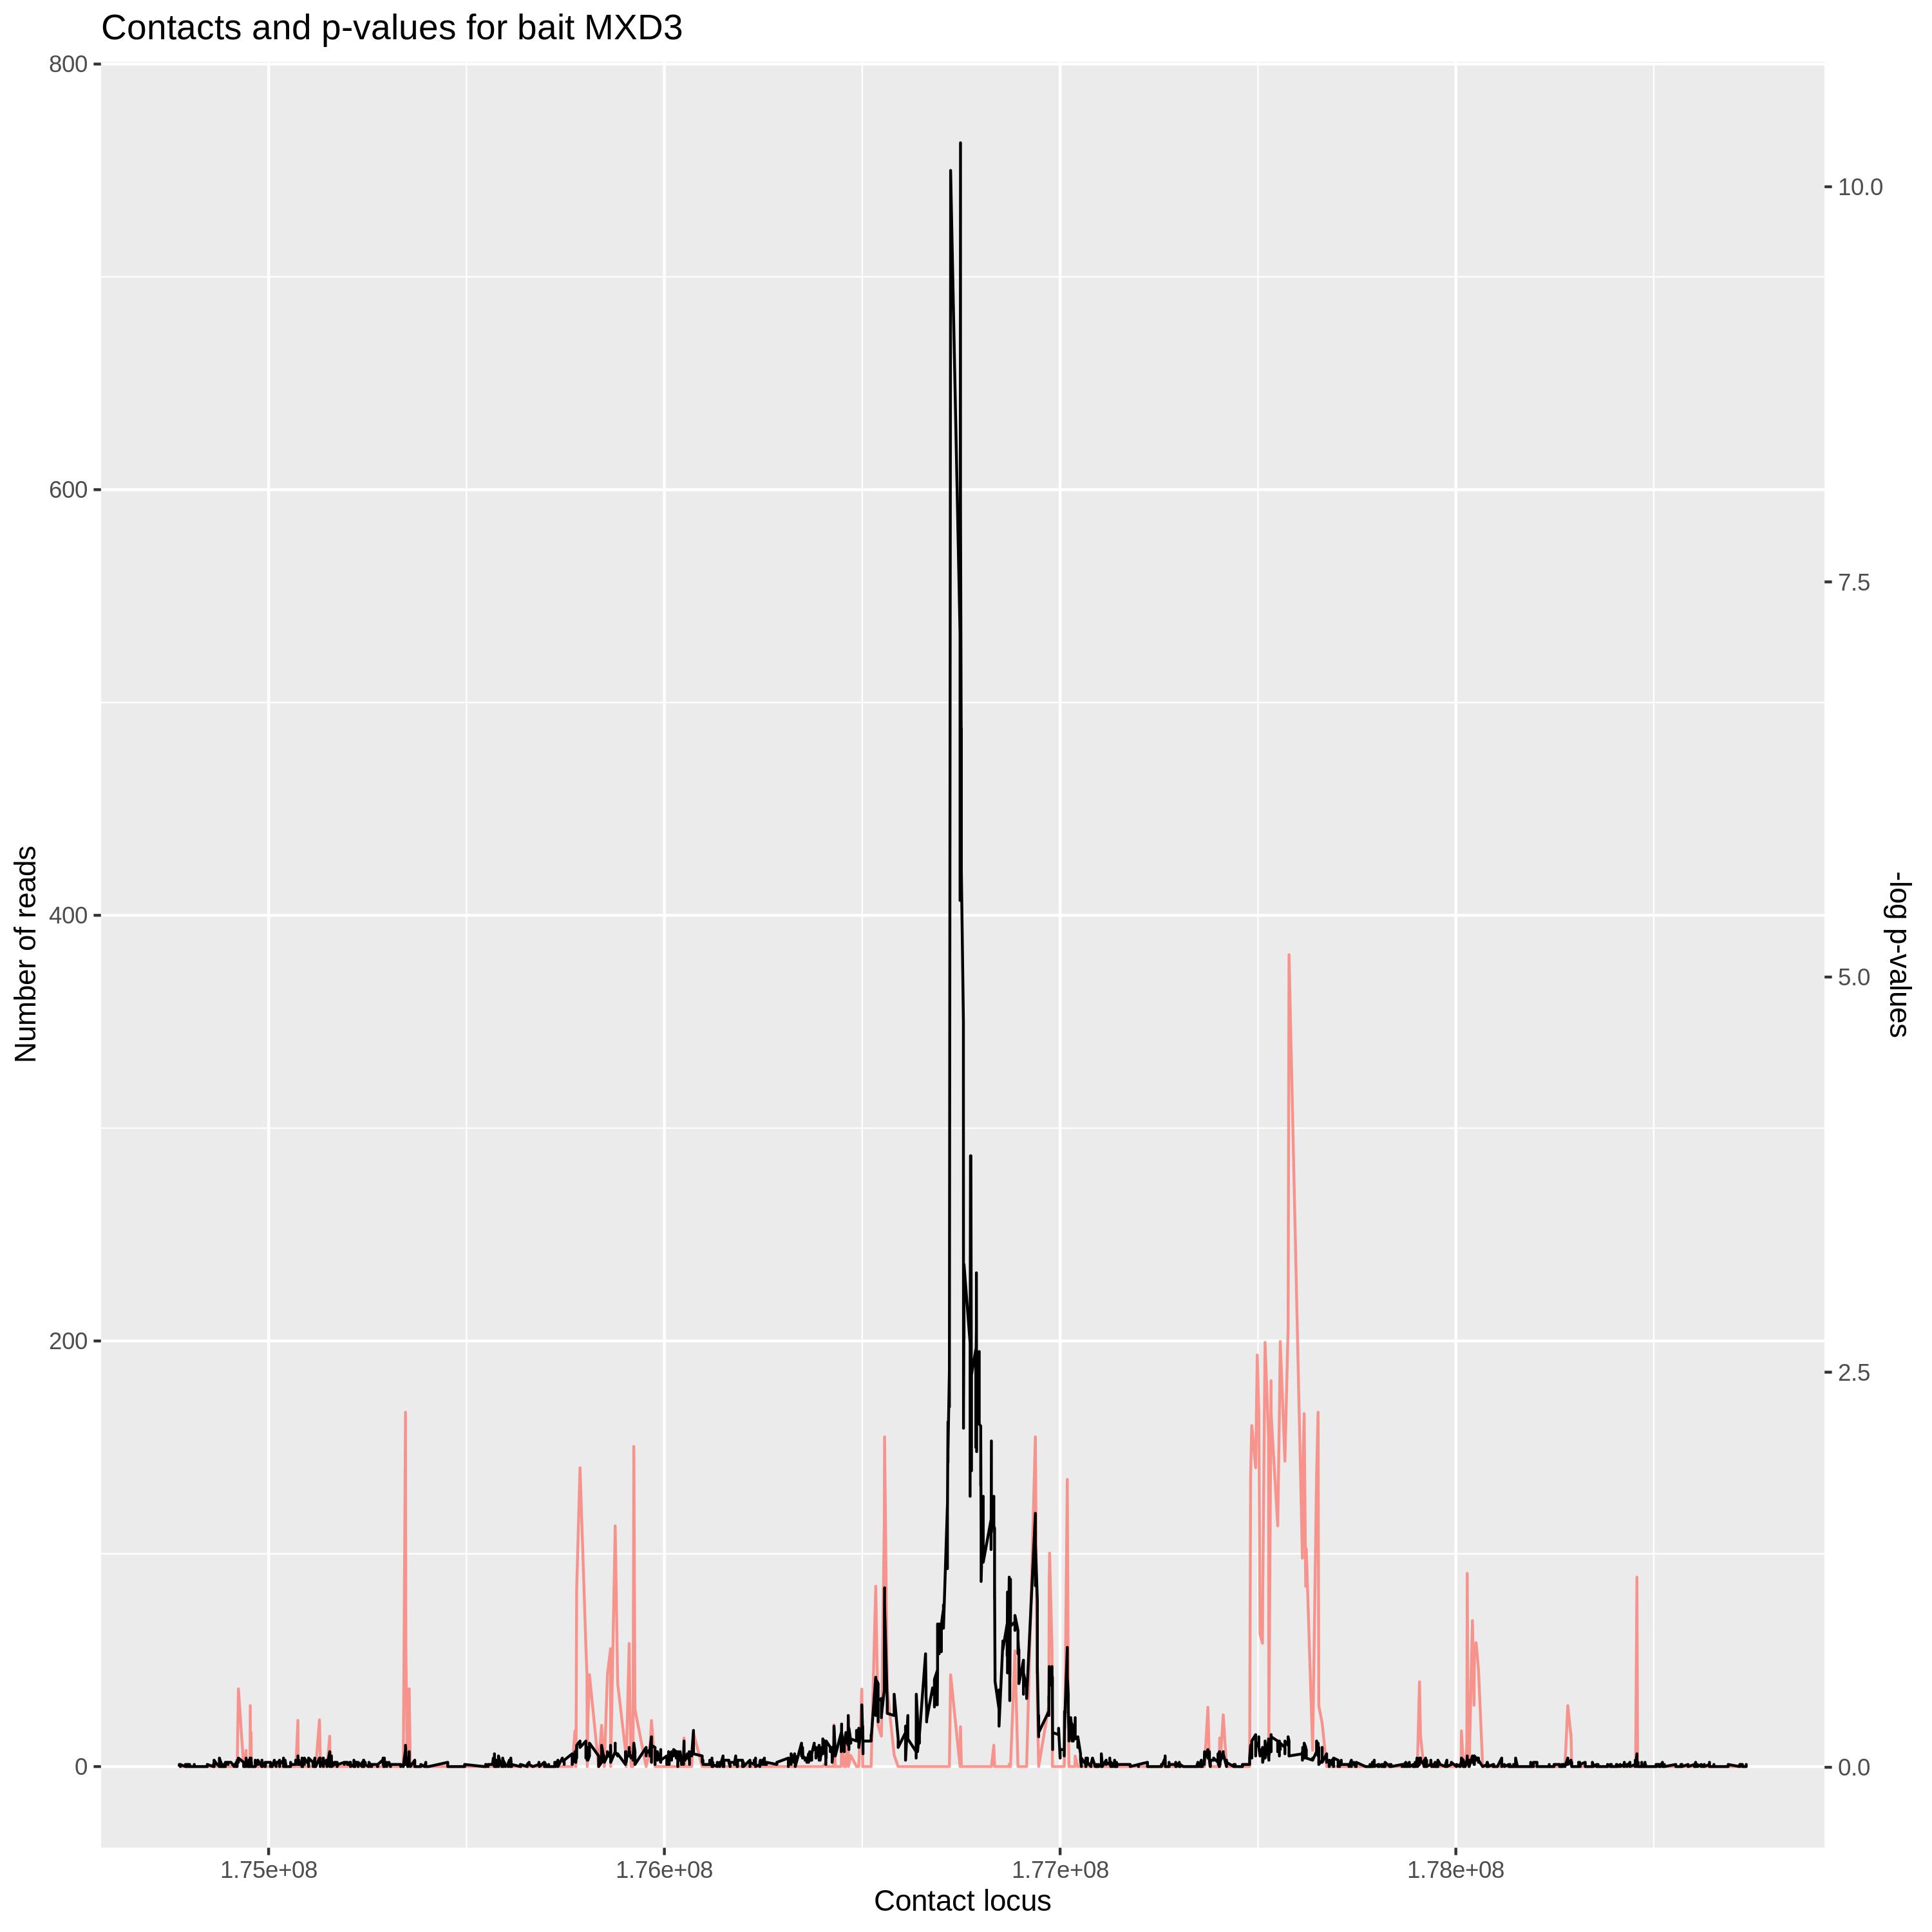 Contacts and p-values for bait MXD3
800
600
400
200
0
Number of reads
10.0
7.5
5.0
2.5
0.0
-log p-values
1.75e+08
1.76e+08
1.77e+08
1.78e+08
Contact locus